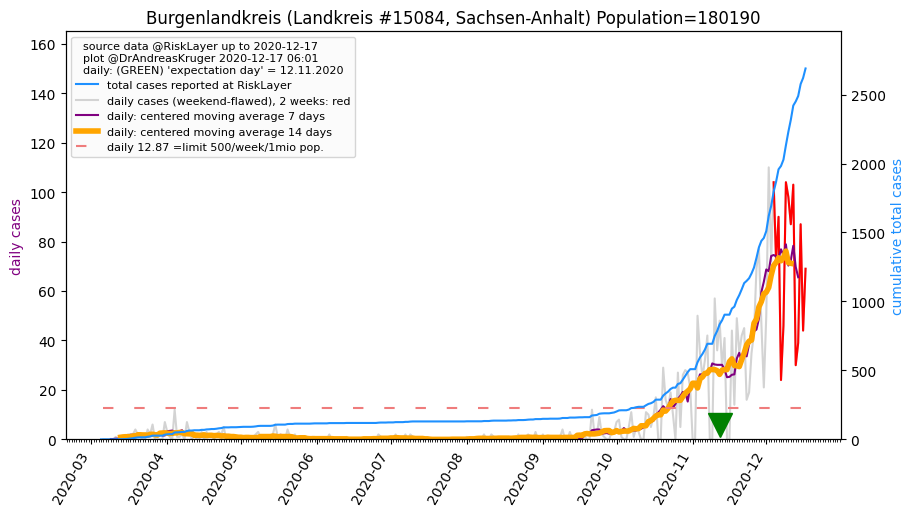 Burgenlandkreis (Landkreis #15084, Sachsen-Anhalt) Population=180190
source data @RiskLayer up to 2020-12-17
plot @DrAndreasKruger 2020-12-17 06:01
daily: (GREEN) 'expectation day' = 12.11.2020
total cases reported at RiskLayer
daily cases (weekend-flawed), 2 weeks: red
daily: centered moving average 7 days
daily: centered moving average 14 days
daily 12.87 =limit 500/week/1mio pop.
daily cases
160
140
120
100
80
60
40
20
0
cumulative total cases
2500
2000
1500
1000
500
0
2020-03
2020-04
2020-05
2020-06
2020-07
2020-08
2020-09
2020-10
2020-11
2020-12